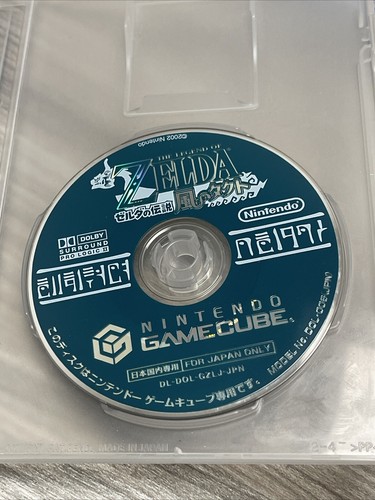 ©2002 Nintendo
THE LEGEND OF
ZELDA
ゼルダの伝説 風のタクト
DOLBY
SURROUND
PRO LOGIC II
Nintendo
NINTENDO
GAMECUBE
日本国内専用 FOR JAPAN ONLY
DL-DOL-GZLJ-JPN
このディスクはニンテンドーゲームキューブ専用です。
MODEL No. DOL-006(JPN)
MADE IN JAPAN